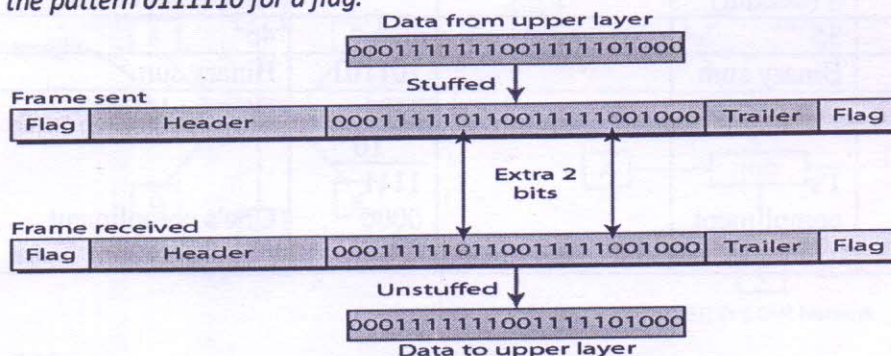 the pattern 01111110 for a flag.
Data from upper layer
0001111111001111101000
Stuffed
Frame sent
Flag Header 000111110110011111001000 Trailer Flag
Extra 2
bits
Frame received
Flag Header 000111110110011111001000 Trailer Flag
Unstuffed
0001111111001111101000
Data to upper layer